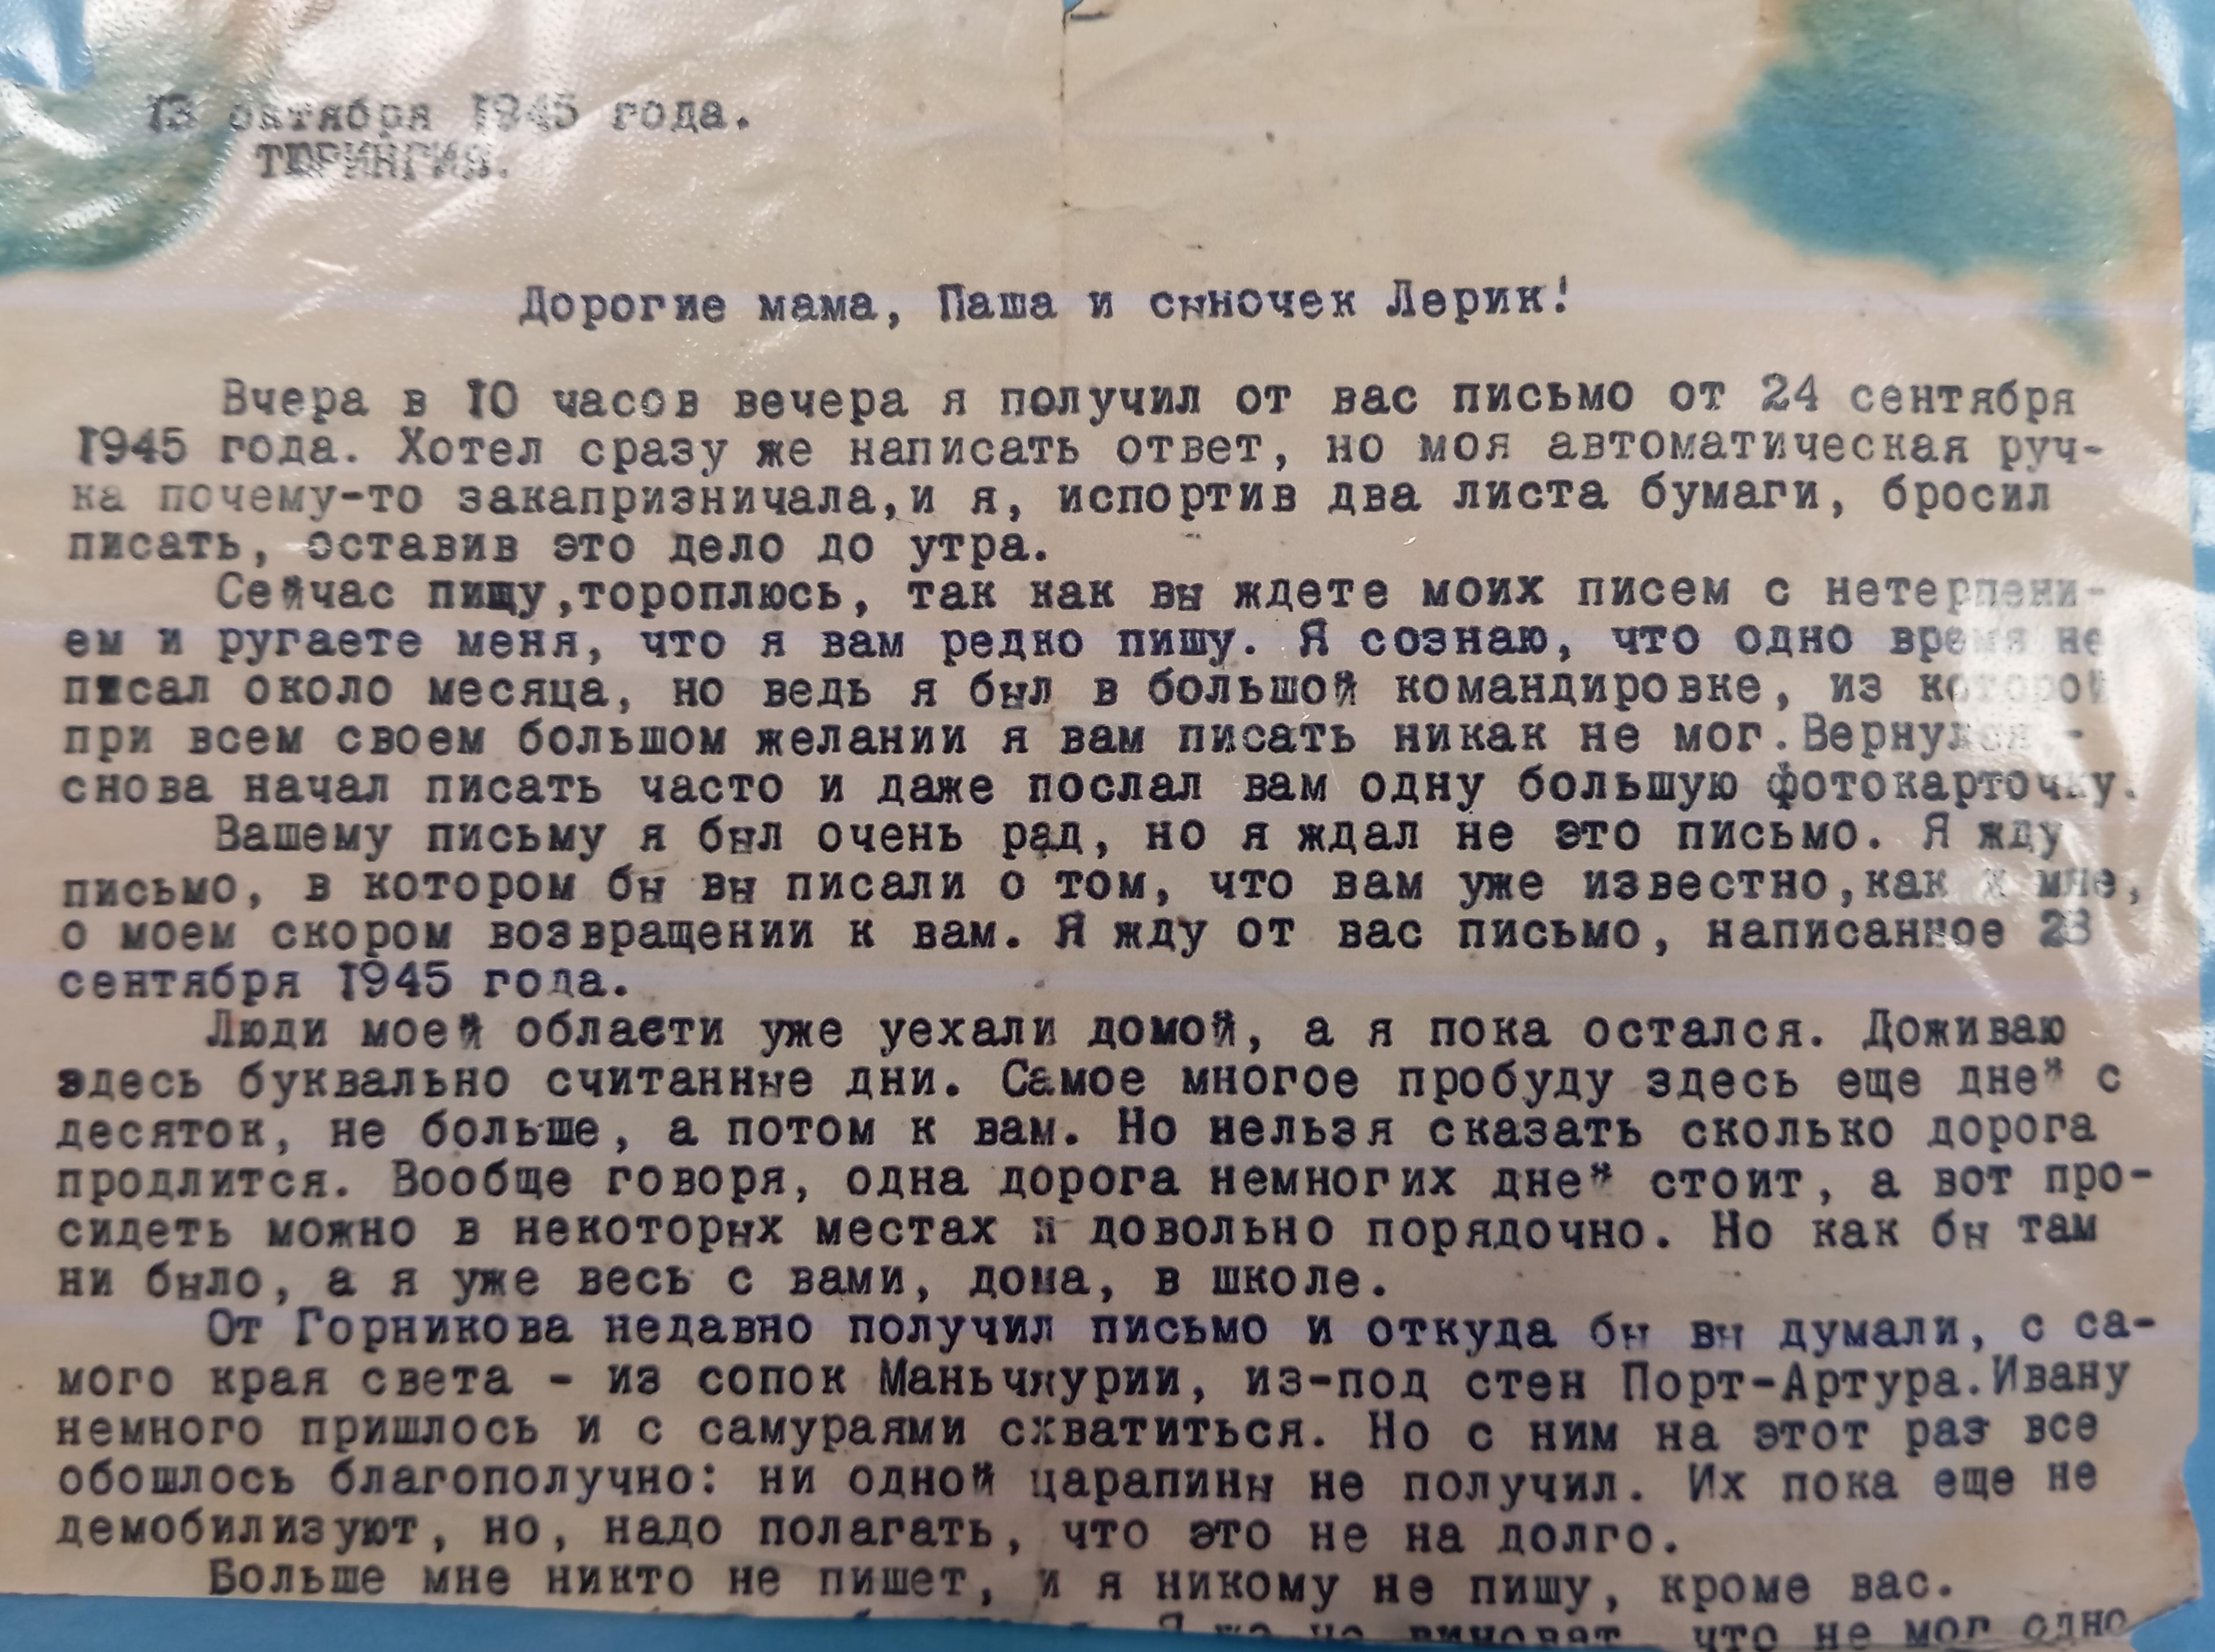 13 октября 1945 года.
ТЮРИНГИЯ.
Дорогие мама, Паша и сыночек Лерик!
Вчера в 10 часов вечера я получил от вас письмо от 24 сентября
1945 года. Хотел сразу же написать ответ, но моя автоматическая руч-
ка почему-то закапризничала,и я, испортив два листа бумаги, бросил
писать, оставив это дело до утра.
Сейчас пишу,тороплюсь, так как вы ждете моих писем с нетерпени-
ем и ругаете меня, что я вам редко пишу. Я сознаю, что одно время не
писал около месяца, но ведь я был в большой командировке, из которой
при всем своем большом желании я вам писать никак не мог.Вернулся -
снова начал писать часто и даже послал вам одну большую фотокарточку.
Вашему письму я был очень рад, но я ждал не это письмо. Я жду
письмо, в котором бы вы писали о том, что вам уже известно,как и мне,
о моем скором возвращении к вам. Я жду от вас письмо, написанное 28
сентября 1945 года.
Люди моей области уже уехали домой, а я пока остался. Доживаю
здесь буквально считанные дни. Самое многое пробуду здесь еще дней с
десяток, не больше, а потом к вам. Но нельзя сказать сколько дорога
продлится. Вообще говоря, одна дорога немногих дней стоит, а вот про-
сидеть можно в некоторых местах и довольно порядочно. Но как бы там
ни было, а я уже весь с вами, дома, в школе.
От Горникова недавно получил письмо и откуда бы вы думали, с са-
мого края света - из сопок Маньчжурии, из-под стен Порт-Артура.Ивану
немного пришлось и с самураями схватиться. Но с ним на этот раз все
обошлось благополучно: ни одной царапины не получил. Их пока еще не
демобилизуют, но, надо полагать, что это не на долго.
Больше мне никто не пишет, и я никому не пишу, кроме вас.
Я же не виноват, что не мог одно